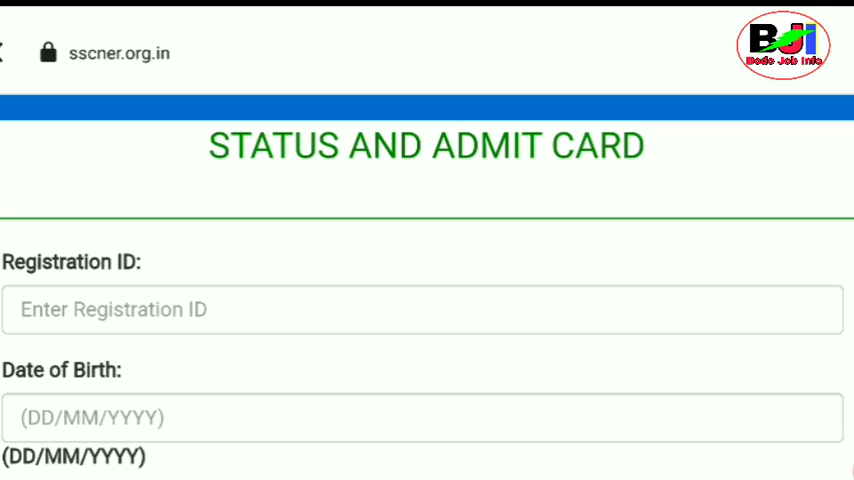 sscner.org.in
BJi
Bodo Job Info
STATUS AND ADMIT CARD
Registration ID:
Enter Registration ID
Date of Birth:
(DD/MM/YYYY)
(DD/MM/YYYY)